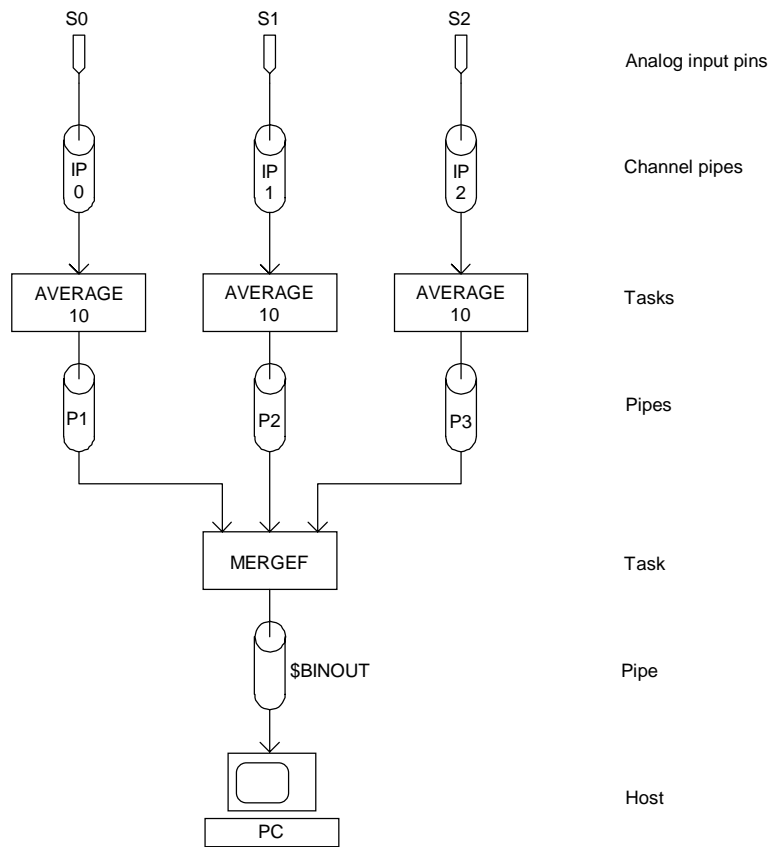 S0 S1 S2
Analog input pins
IP
0
IP
1
IP
2
Channel pipes
AVERAGE
10
AVERAGE
10
AVERAGE
10
Tasks
P1
P2
P3
Pipes
MERGEF
Task
$BINOUT
Pipe
Host
PC